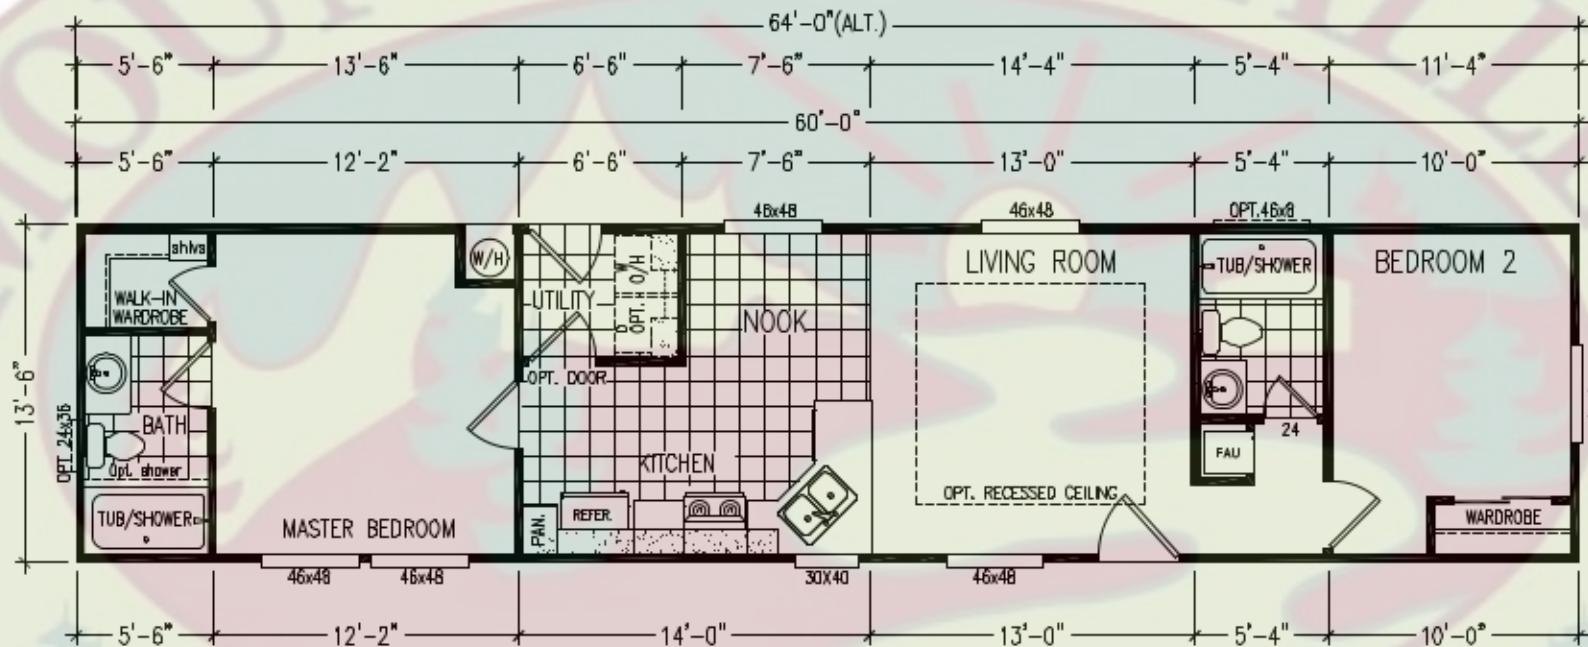 64'-0"(ALT.)
5'-6" 13'-6" 6'-6" 7'-6" 14'-4" 5'-4" 11'-4"
60'-0"
5'-6" 12'-2" 6'-6" 7'-6" 13'-0" 5'-4" 10'-0"
46x48 46x48 OPT.46x8
shlvs
W/H
W
O/H
D
OPT.
TUB/SHOWER
LIVING ROOM
BEDROOM 2
WALK-IN
WARDROBE
UTILITY
NOOK
13'-6"
OPT. DOOR
OPT. 24x36
BATH
24
FAU
Opt. shower
KITCHEN
OPT. RECESSED CEILING
TUB/SHOWER
MASTER BEDROOM
PAN.
REFER.
WARDROBE
46x48 46x48 30X40 46x48
5'-6" 12'-2" 14'-0" 13'-0" 5'-4" 10'-0"